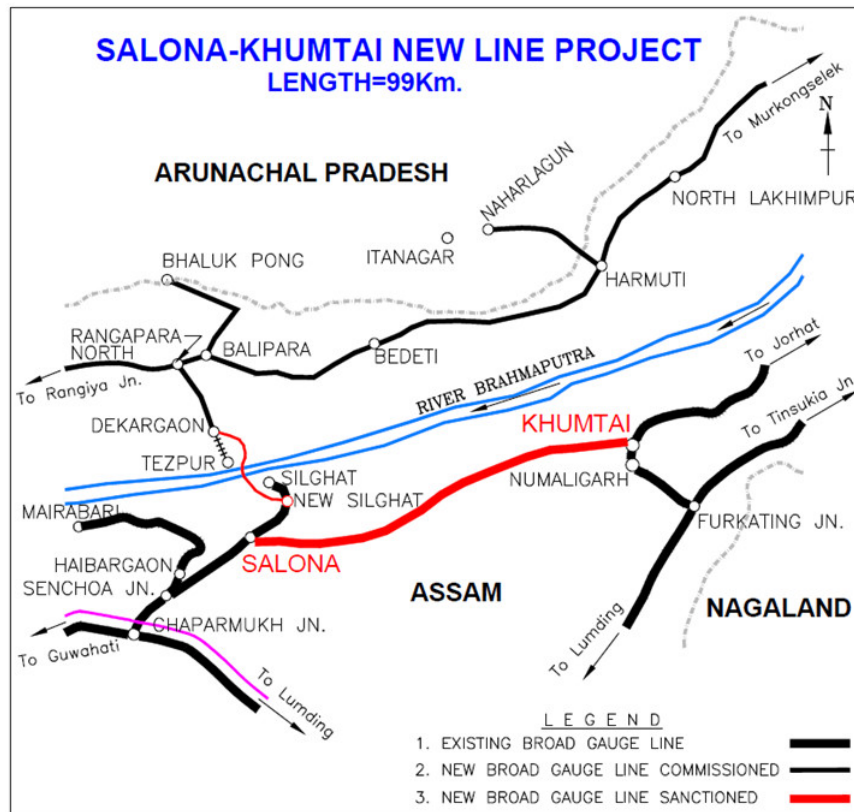 SALONA-KHUMTAI NEW LINE PROJECT
LENGTH=99Km.
To Murkongselek
N
ARUNACHAL PRADESH
NAHARLAGUN
NORTH LAKHIMPUR
ITANAGAR
BHALUK PONG
HARMUTI
RANGAPARA
NORTH
BALIPARA
BEDETI
To Rangiya Jn.
RIVER BRAHMAPUTRA
To Jorhat
To Tinsukia Jn.
DEKARGAON
KHUMTAI
TEZPUR
SILGHAT
NUMALIGARH
NEW SILGHAT
MAIRABARI
FURKATING JN.
HAIBARGAON
SALONA
SENCHOA JN.
ASSAM
NAGALAND
CHAPARMUKH JN.
To Guwahati
To Lumding
To Lumding
LEGEND
1. EXISTING BROAD GAUGE LINE
2. NEW BROAD GAUGE LINE COMMISSIONED
3. NEW BROAD GAUGE LINE SANCTIONED